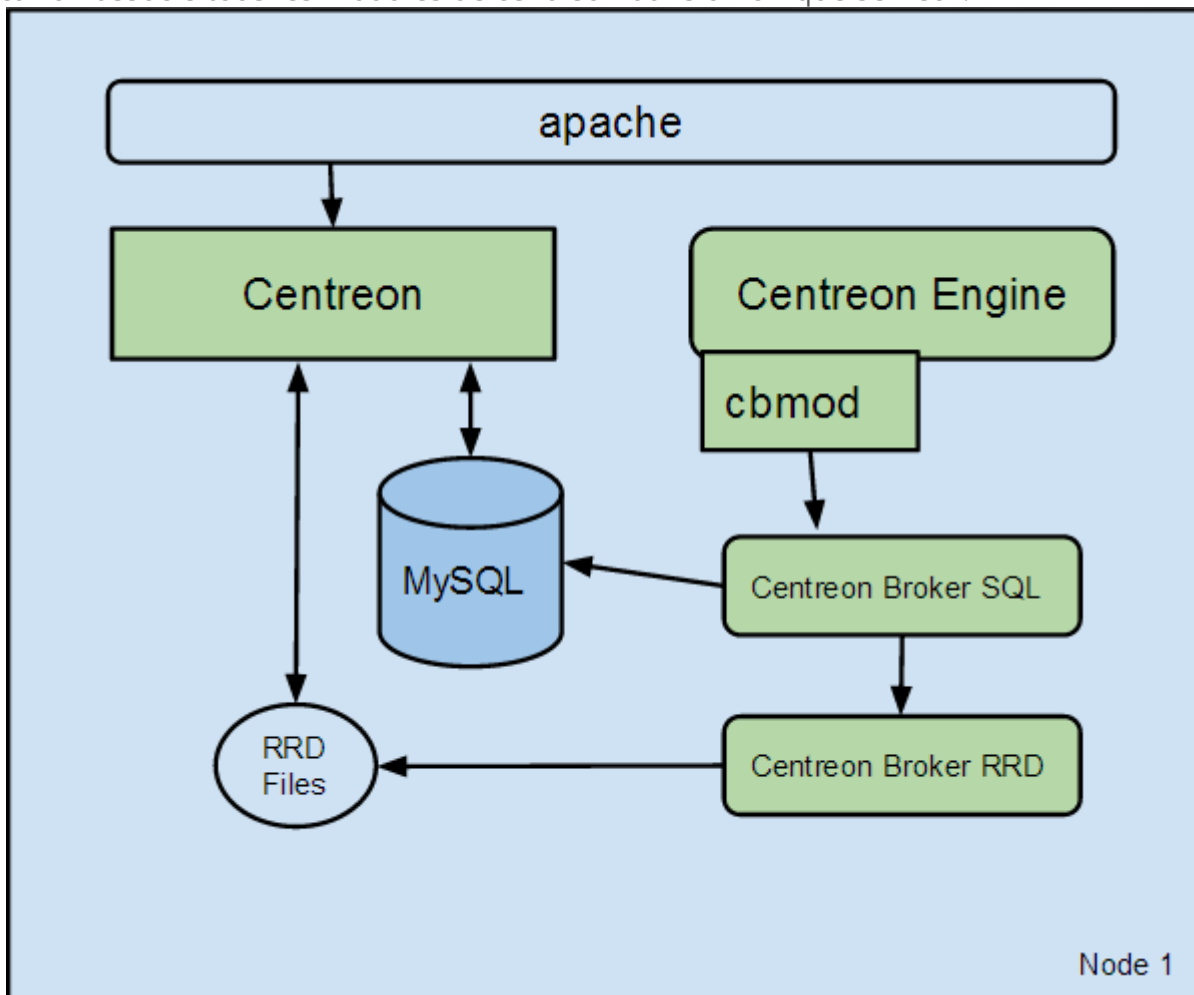 apache
Centreon
Centreon Engine
cbmod
MySQL
Centreon Broker SQL
RRD
Files
Centreon Broker RRD
Node 1